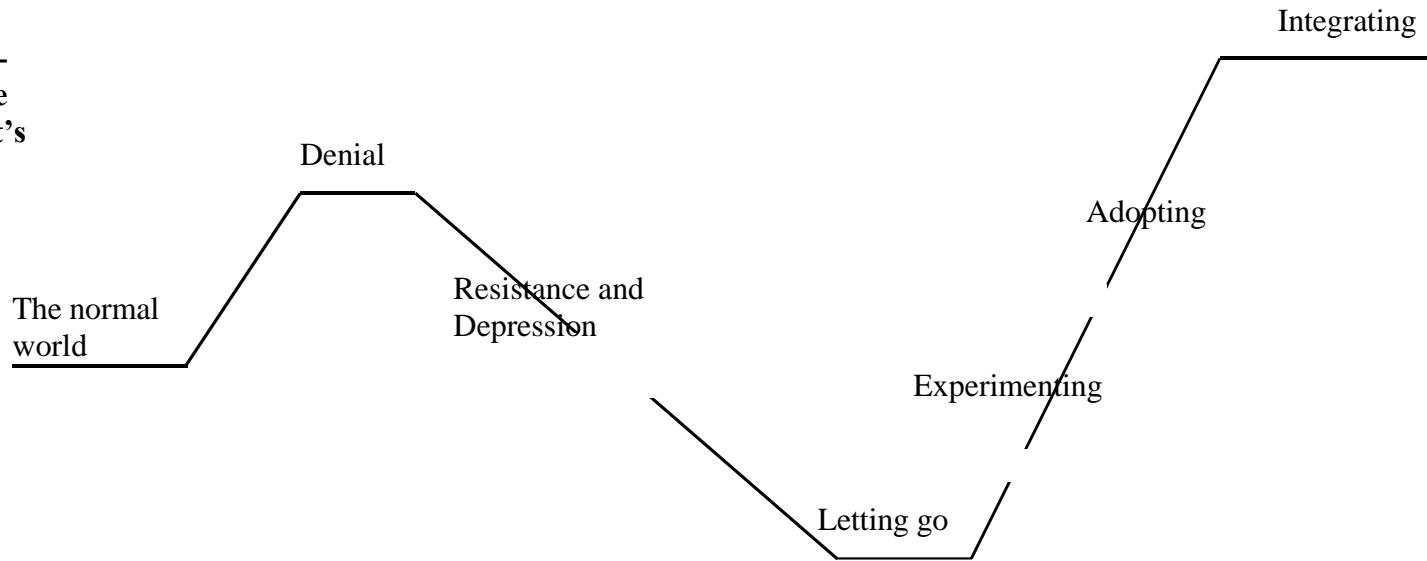 Integrating
t's
Denial
Adopting
Resistance and
Depression
The normal
world
Experimenting
Letting go